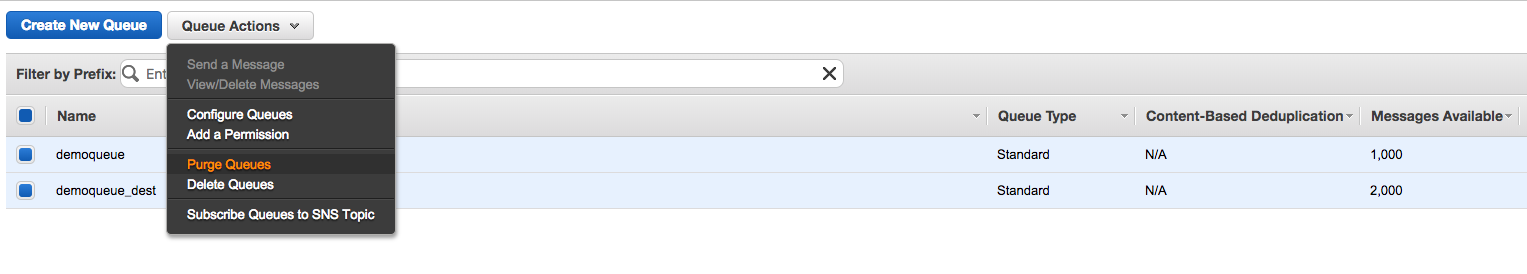 Create New Queue Queue Actions
Send a Message
View/Delete Messages
Configure Queues
Add a Permission
Purge Queues
Delete Queues
Subscribe Queues to SNS Topic
Filter by Prefix: Ent
Name Queue Type Content-Based Deduplication Messages Available
demoqueue Standard N/A 1,000
demoqueue_dest Standard N/A 2,000